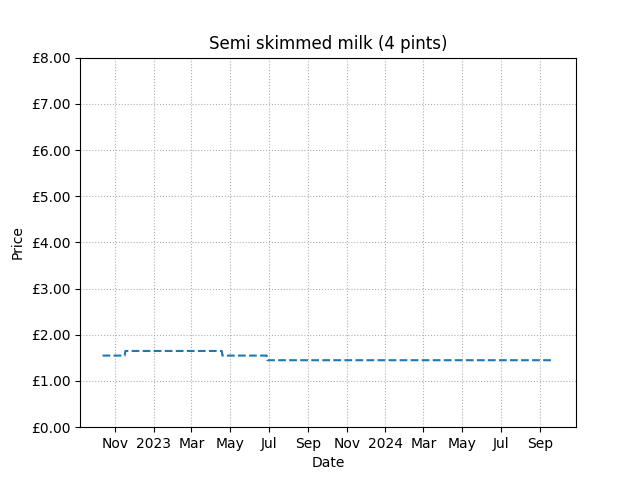 Semi skimmed milk (4 pints)
£8.00
£7.00
£6.00
£5.00
£4.00
£3.00
£2.00
£1.00
£0.00
Price
Nov 2023 Mar May Jul Sep Nov 2024 Mar May Jul Sep
Date